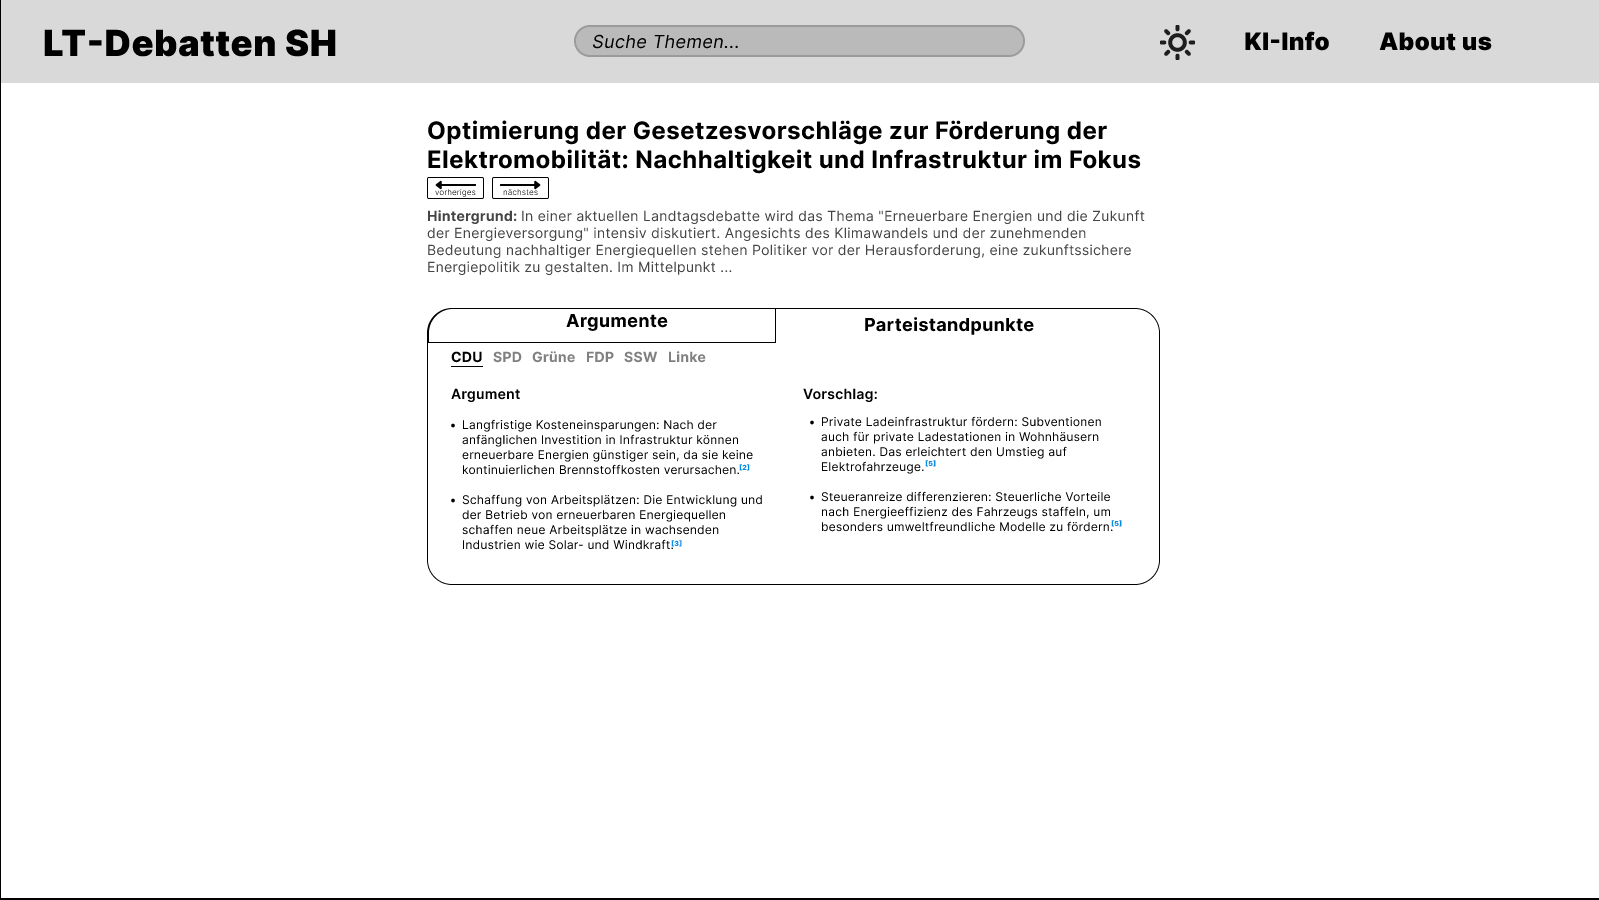 LT-Debatten SH
Suche Themen...
KI-Info
About us
Optimierung der Gesetzesvorschläge zur Förderung der
Elektromobilität: Nachhaltigkeit und Infrastruktur im Fokus
vorheriges
nächstes
Hintergrund: In einer aktuellen Landtagsdebatte wird das Thema "Erneuerbare Energien und die Zukunft
der Energieversorgung" intensiv diskutiert. Angesichts des Klimawandels und der zunehmenden
Bedeutung nachhaltiger Energiequellen stehen Politiker vor der Herausforderung, eine zukunftssichere
Energiepolitik zu gestalten. Im Mittelpunkt ...
Argumente
Parteistandpunkte
CDU SPD Grüne FDP SSW Linke
Argument
• Langfristige Kosteneinsparungen: Nach der
anfänglichen Investition in Infrastruktur können
erneuerbare Energien günstiger sein, da sie keine
kontinuierlichen Brennstoffkosten verursachen.[2]
• Schaffung von Arbeitsplätzen: Die Entwicklung und
der Betrieb von erneuerbaren Energiequellen
schaffen neue Arbeitsplätze in wachsenden
Industrien wie Solar- und Windkraft.[3]
Vorschlag:
• Private Ladeinfrastruktur fördern: Subventionen
auch für private Ladestationen in Wohnhäusern
anbieten. Das erleichtert den Umstieg auf
Elektrofahrzeuge.[5]
• Steueranreize differenzieren: Steuerliche Vorteile
nach Energieeffizienz des Fahrzeugs staffeln, um
besonders umweltfreundliche Modelle zu fördern.[5]